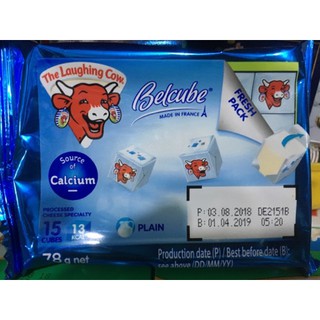 The Laughing Cow
Belcube
MADE IN FRANCE
FRESH
PACK
Source
of
Calcium
PROCESSED
CHEESE SPECIALTY
15
CUBES
13
PLAIN
78 g net
P: 03.08.2018 DE2151B
B: 01.04.2019 05:20
Production date (P) / Best before date (B):
see above (DD/MM/YY)